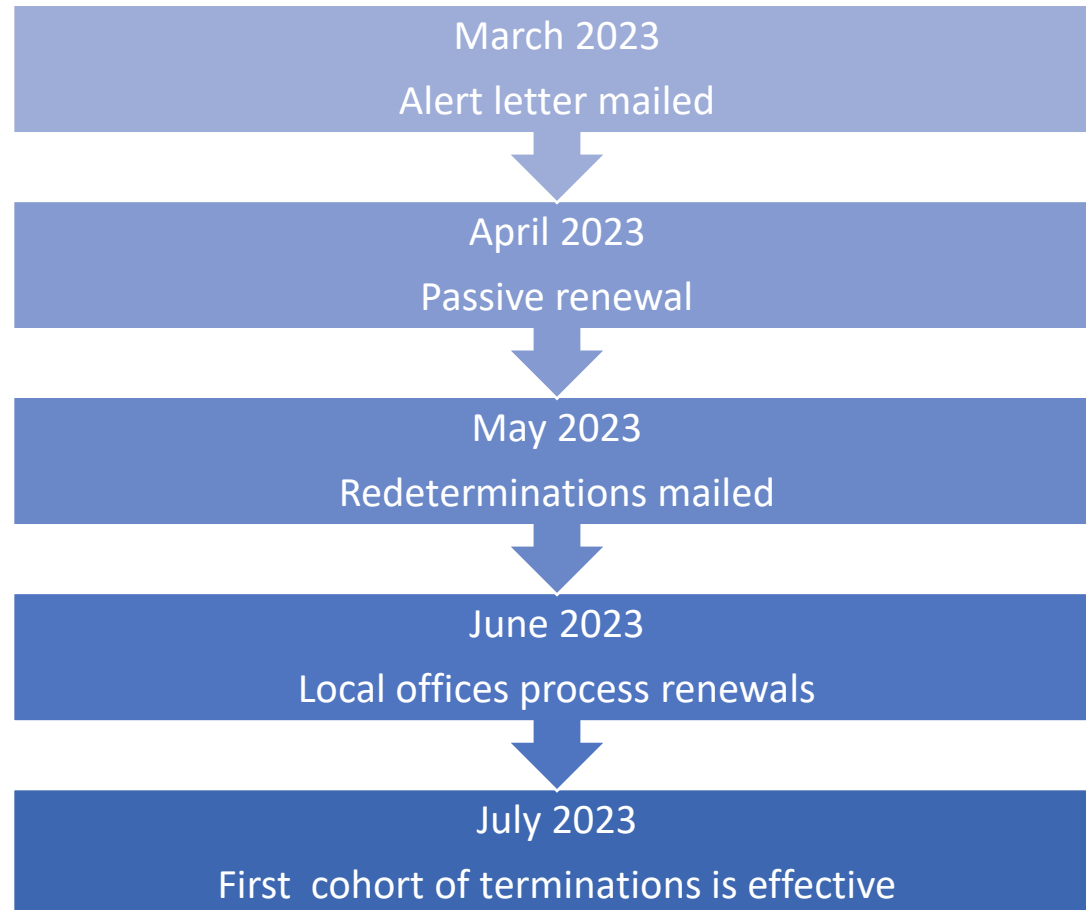 March 2023
Alert letter mailed
April 2023
Passive renewal
May 2023
Redeterminations mailed
June 2023
Local offices process renewals
July 2023
First  cohort of terminations is effective